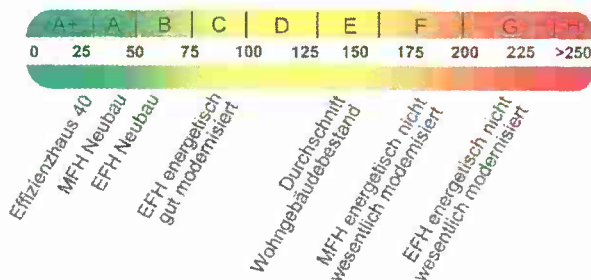 A+ A B C D E F G H
0 25 50 75 100 125 150 175 200 225 >250
Effizienzhaus 40
MFH Neubau
EFH Neubau
EFH energetisch
gut modernisiert
Durchschnitt
Wohngebäudebestand
MFH energetisch nicht
wesentlich modernisiert
EFH energetisch nicht
wesentlich modernisiert